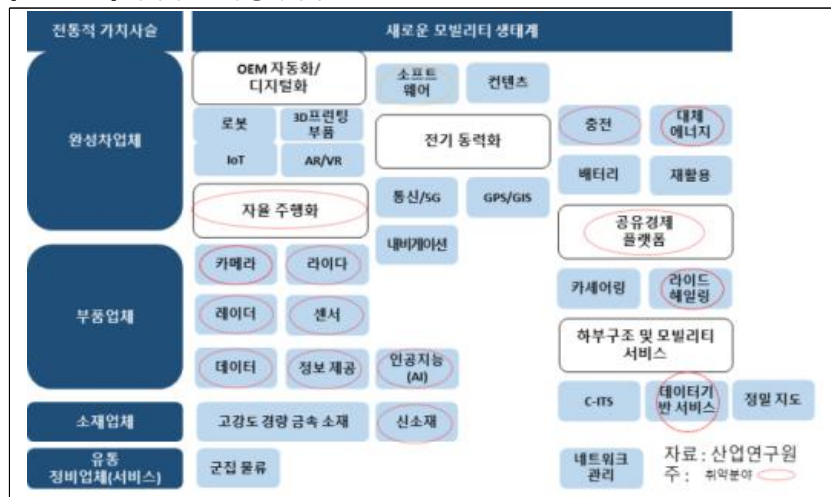 전통적 가치사슬
새로운 모빌리티 생태계
완성차업체
OEM 자동화/
디지털화
소프트
웨어
컨텐츠
로봇
3D프린팅
부품
전기 동력화
충전
대체
에너지
IoT
AR/VR
배터리
재활용
자율 주행화
통신/5G
GPS/GIS
공유경제
플랫폼
내비게이션
부품업체
카메라
라이다
카셰어링
라이드
헤일링
레이더
센서
하부구조 및 모빌리티
서비스
데이터
정보 제공
인공지능
(AI)
C-ITS
데이터기
반 서비스
정밀 지도
소재업체
고강도 경량 금속 소재
신소재
유통
정비업체(서비스)
군집 물류
네트워크
관리
자료 : 산업연구원
주 : 취약분야